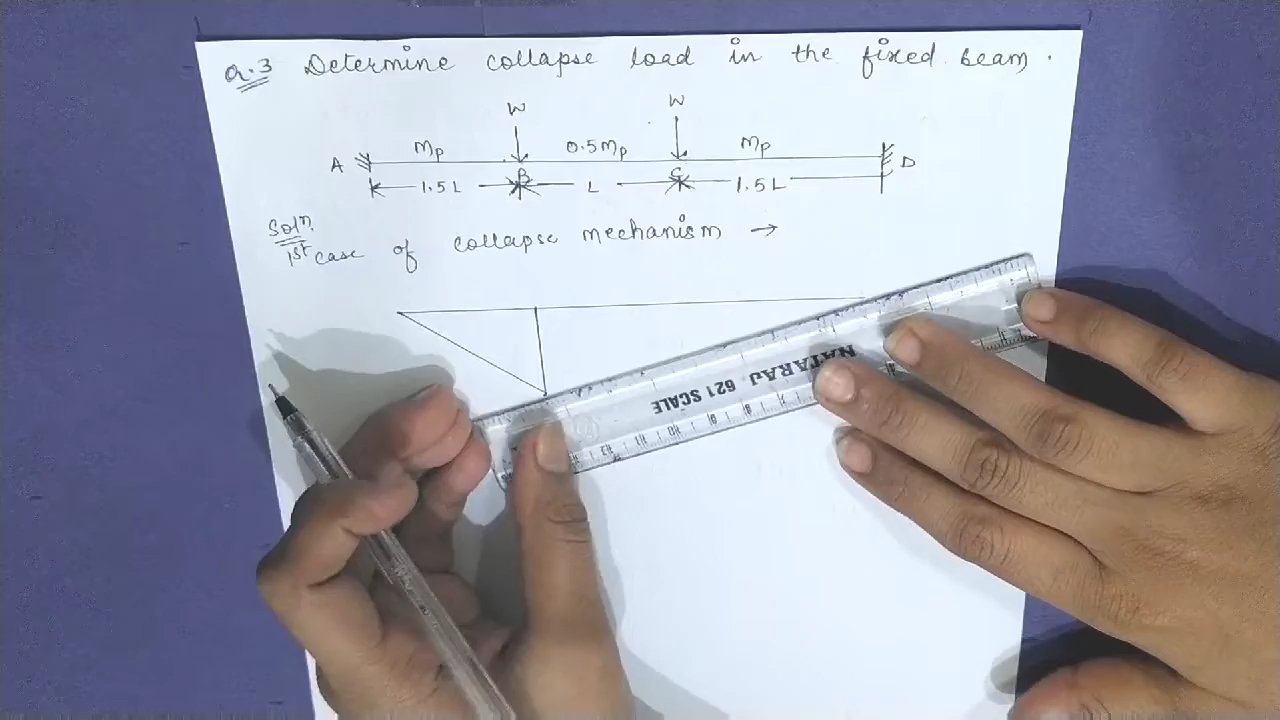 Q.3 Determine collapse load in the fixed beam.
W W
Mp 0.5Mp Mp
A D
B C
1.5L L 1.5L
Soln.
1st case of collapse mechanism →
NATARAJ 621 SCALE